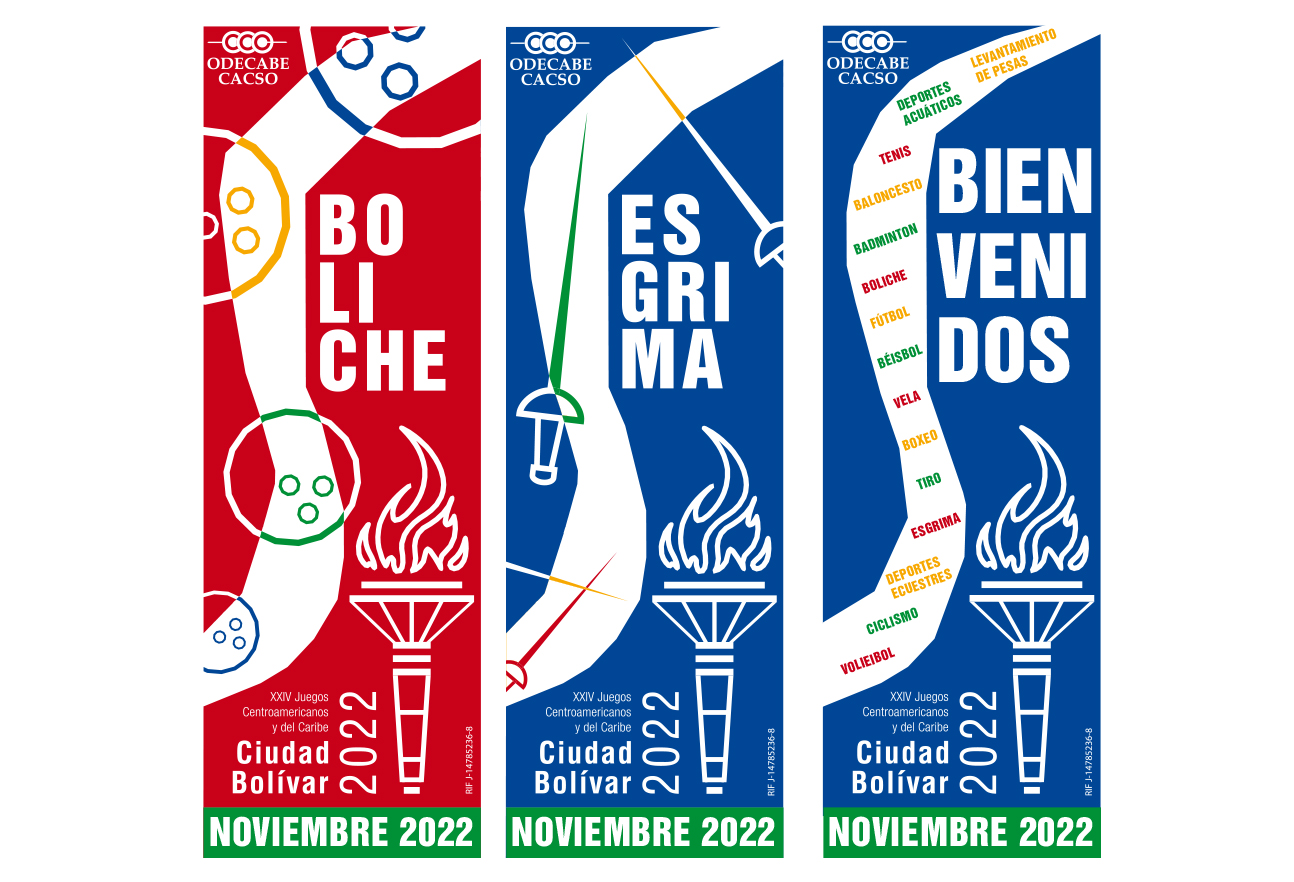 ODECABE
CACSO
BO
LI
CHE
XXIV Juegos
Centroamericanos
y del Caribe
Ciudad
Bolívar
2022
RIF J-14785236-8
NOVIEMBRE 2022
ODECABE
CACSO
ES
GRI
MA
XXIV Juegos
Centroamericanos
y del Caribe
Ciudad
Bolívar
2022
RIF J-14785236-8
NOVIEMBRE 2022
ODECABE
CACSO
LEVANTAMIENTO
DE PESAS
DEPORTES
ACUÁTICOS
TENIS
BALONCESTO
BADMINTON
BOLICHE
FÚTBOL
BÉISBOL
VELA
BOXEO
TIRO
ESGRIMA
DEPORTES
ECUESTRES
CICLISMO
VOLIEIBOL
BIEN
VENI
DOS
XXIV Juegos
Centroamericanos
y del Caribe
Ciudad
Bolívar
2022
RIF J-14785236-8
NOVIEMBRE 2022